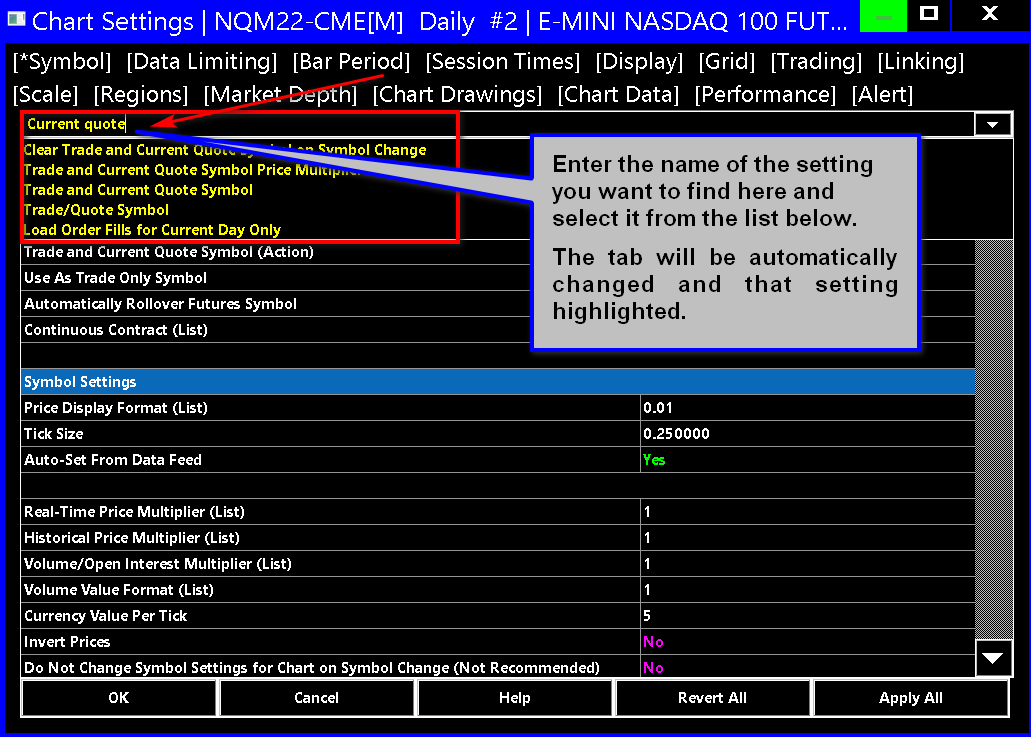 Chart Settings | NQM22-CME[M]  Daily  #2 | E-MINI NASDAQ 100 FUT...
[*Symbol]  [Data Limiting]  [Bar Period]  [Session Times]  [Display]  [Grid]  [Trading]  [Linking]
[Scale]  [Regions]  [Market Depth]  [Chart Drawings]  [Chart Data]  [Performance]  [Alert]
Current quote
Clear Trade and Current Quote Symbol on Symbol Change
Trade and Current Quote Symbol Price Multiplier
Trade and Current Quote Symbol
Trade/Quote Symbol
Load Order Fills for Current Day Only
Enter the name of the setting
you want to find here and
select it from the list below.
The tab will be automatically
changed and that setting
highlighted.
Trade and Current Quote Symbol (Action)
Use As Trade Only Symbol
Automatically Rollover Futures Symbol
Continuous Contract (List)
Symbol Settings
Price Display Format (List) 0.01
Tick Size 0.250000
Auto-Set From Data Feed Yes
Real-Time Price Multiplier (List) 1
Historical Price Multiplier (List) 1
Volume/Open Interest Multiplier (List) 1
Volume Value Format (List) 1
Currency Value Per Tick 5
Invert Prices No
Do Not Change Symbol Settings for Chart on Symbol Change (Not Recommended) No
OK Cancel Help Revert All Apply All